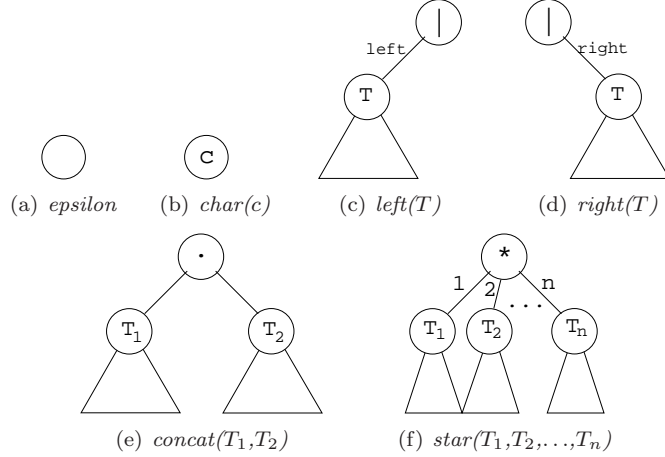 |
|
left
right
T
T
c
(a) epsilon
(b) char(c)
(c) left(T)
(d) right(T)
.
*
1
2
...
n
T1
T2
T1
T2
Tn
(e) concat(T1,T2)
(f) star(T1,T2,...,Tn)